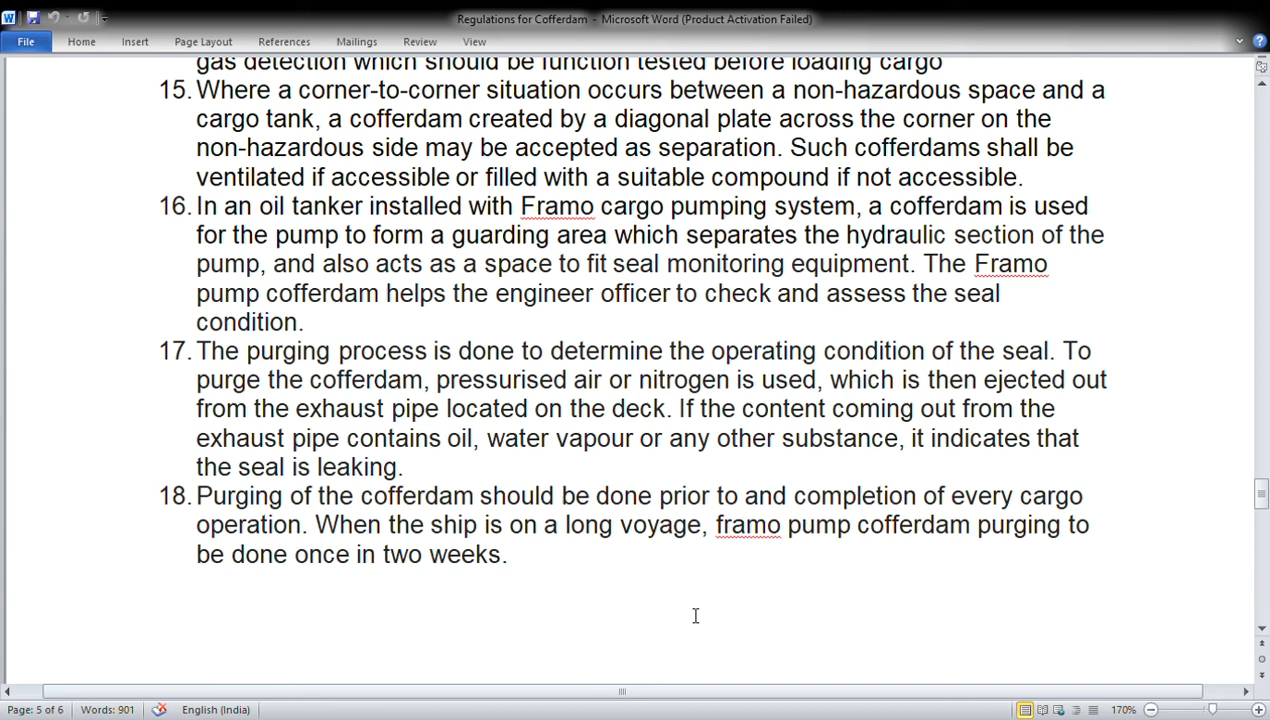 Regulations for Cofferdam - Microsoft Word (Product Activation Failed)
File Home Insert Page Layout References Mailings Review View
gas detection which should be function tested before loading cargo
15. Where a corner-to-corner situation occurs between a non-hazardous space and a
cargo tank, a cofferdam created by a diagonal plate across the corner on the
non-hazardous side may be accepted as separation. Such cofferdams shall be
ventilated if accessible or filled with a suitable compound if not accessible.
16. In an oil tanker installed with Framo cargo pumping system, a cofferdam is used
for the pump to form a guarding area which separates the hydraulic section of the
pump, and also acts as a space to fit seal monitoring equipment. The Framo
pump cofferdam helps the engineer officer to check and assess the seal
condition.
17. The purging process is done to determine the operating condition of the seal. To
purge the cofferdam, pressurised air or nitrogen is used, which is then ejected out
from the exhaust pipe located on the deck. If the content coming out from the
exhaust pipe contains oil, water vapour or any other substance, it indicates that
the seal is leaking.
18. Purging of the cofferdam should be done prior to and completion of every cargo
operation. When the ship is on a long voyage, framo pump cofferdam purging to
be done once in two weeks.
Page: 5 of 6 Words: 901 English (India) 170%